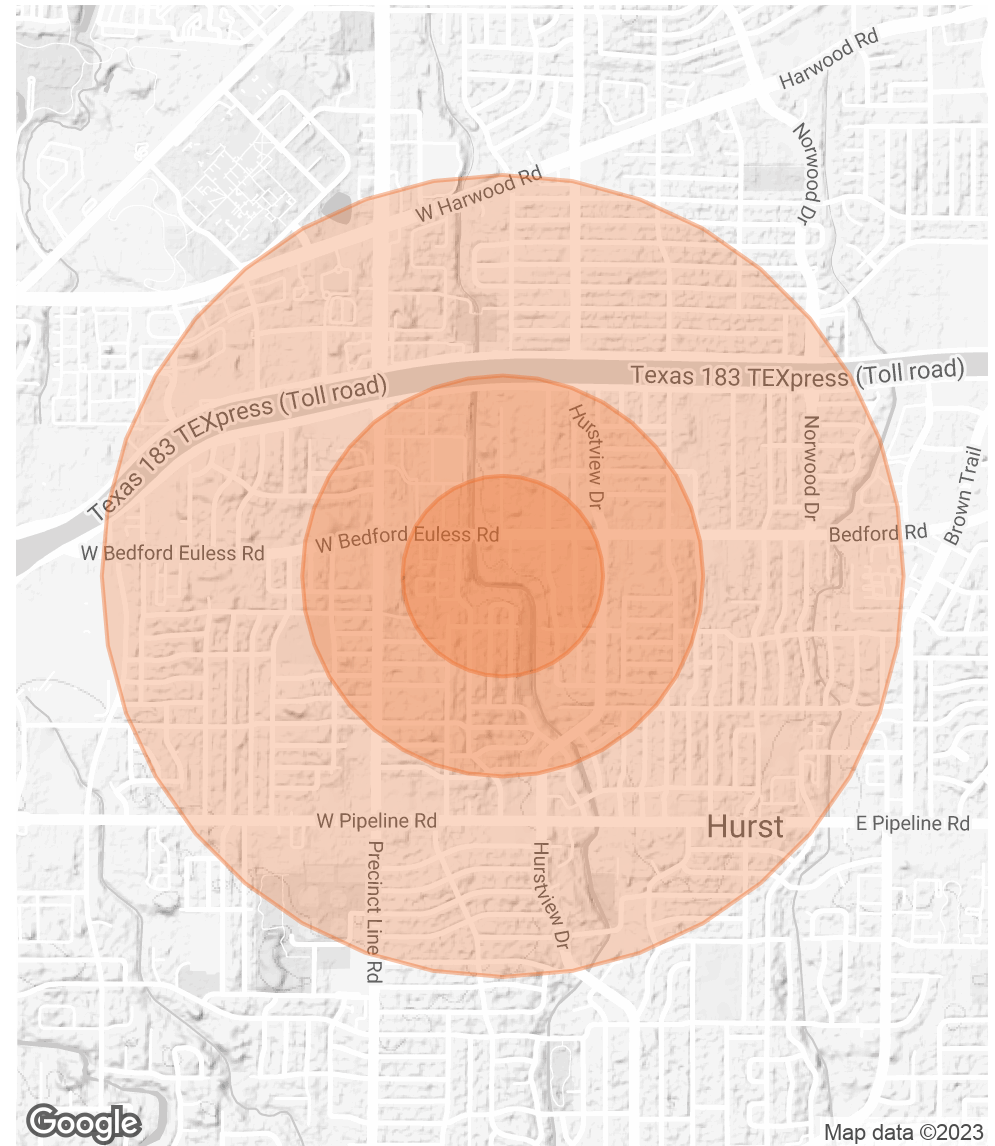 Harwood Rd
Norwood Dr
W Harwood Rd
Texas 183 TEXpress (Toll road)
Texas 183 TEXpress (Toll road)
Hurstview Dr
Norwood Dr
Brown Trail
W Bedford Euless Rd
Bedford Rd
W Bedford Euless Rd
W Pipeline Rd
Hurst
E Pipeline Rd
Precinct Line Rd
Hurstview Dr
Google
Map data ©2023